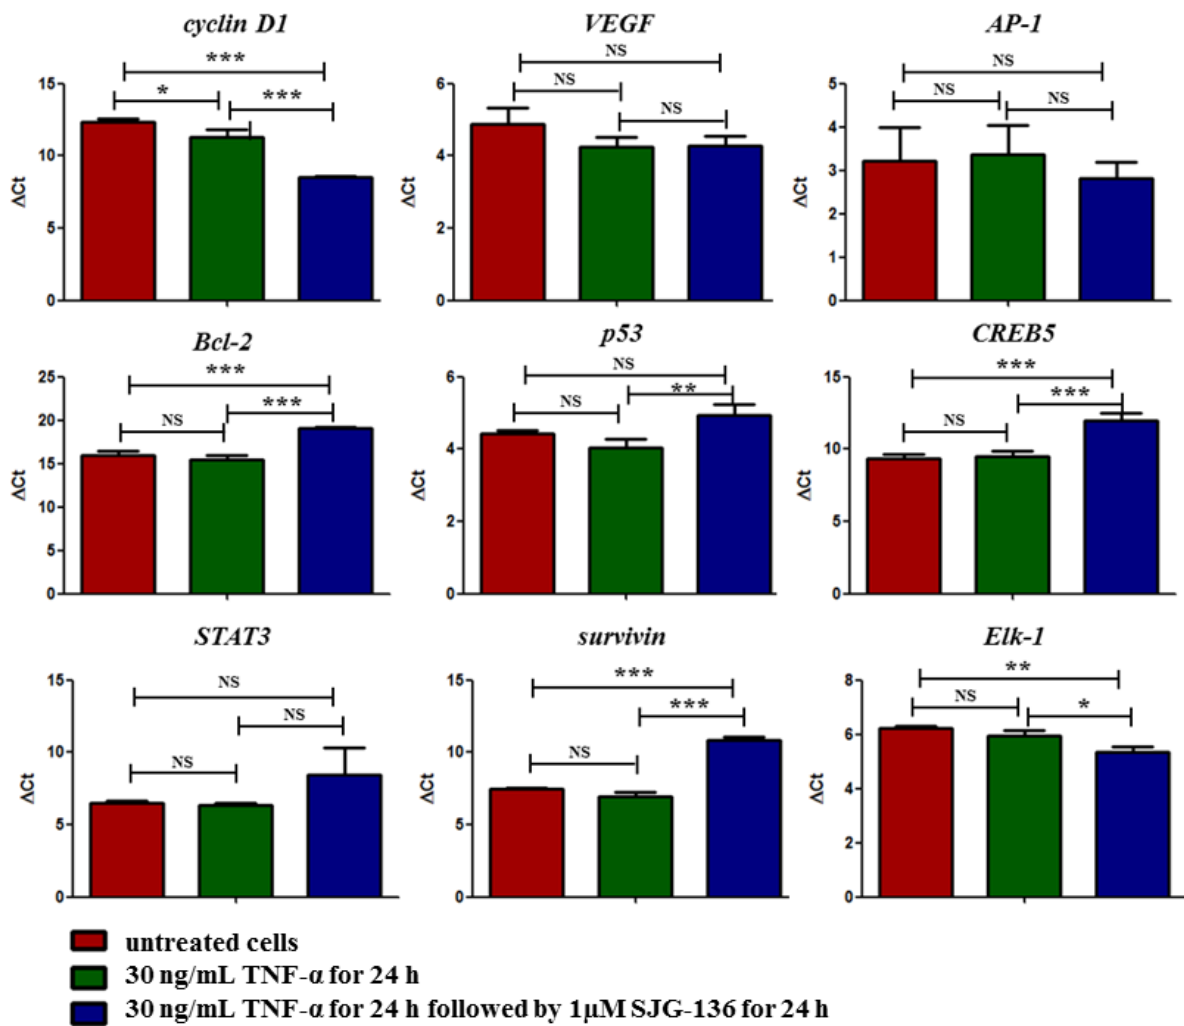 cyclin D1
VEGF
AP-1
***
*
***
15
10
5
0
ΔCt
NS
NS
NS
6
4
2
0
ΔCt
NS
NS
NS
5
4
3
2
1
0
ΔCt
Bcl-2
p53
CREB5
***
NS
***
25
20
15
10
5
0
ΔCt
NS
NS
**
6
4
2
0
ΔCt
***
NS
***
15
10
5
0
ΔCt
STAT3
survivin
Elk-1
NS
NS
NS
15
10
5
0
ΔCt
***
NS
***
15
10
5
0
ΔCt
**
NS
*
8
6
4
2
0
ΔCt
untreated cells
30 ng/mL TNF-α for 24 h
30 ng/mL TNF-α for 24 h followed by 1μM SJG-136 for 24 h